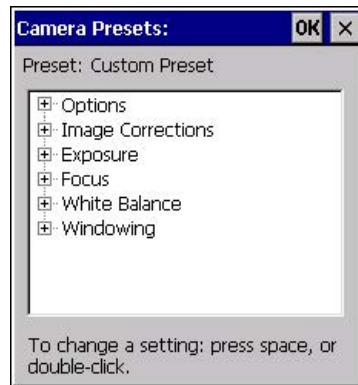 Camera Presets: OK ×
Preset: Custom Preset
Options
Image Corrections
Exposure
Focus
White Balance
Windowing
To change a setting: press space, or
double-click.